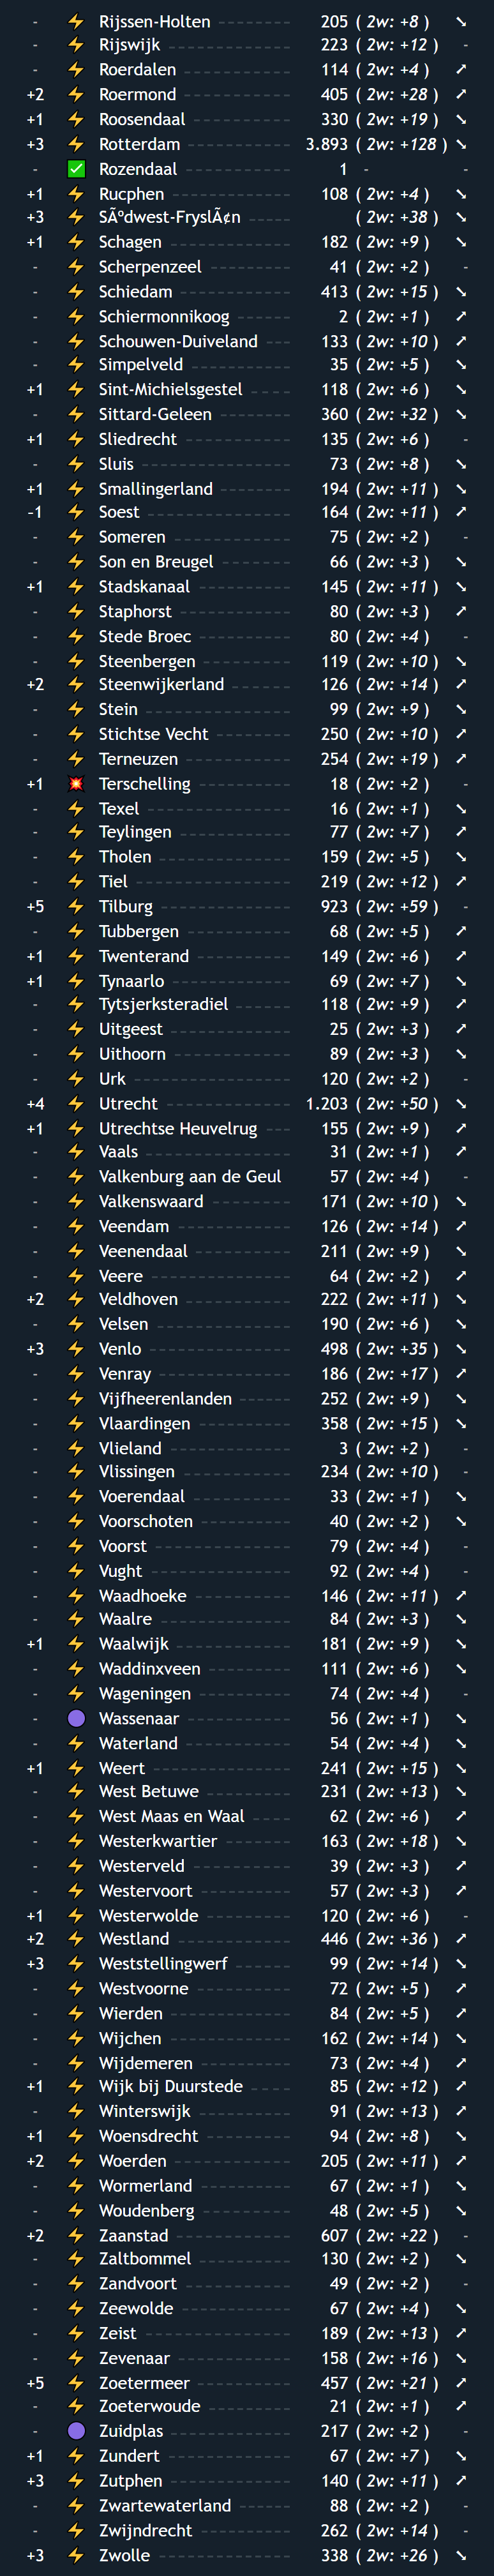 - ⚡ Rijssen-Holten 205 ( 2w: +8 ) ➘
- ⚡ Rijswijk 223 ( 2w: +12 ) ➘
- ⚡ Roerdalen 114 ( 2w: +4 ) ➚
+2 ⚡ Roermond 405 ( 2w: +28 ) ➚
+1 ⚡ Roosendaal 330 ( 2w: +19 ) ➘
+3 ⚡ Rotterdam 3.893 ( 2w: +128 ) ➘
- ✅ Rozendaal 1 - -
+1 ⚡ Rucphen 108 ( 2w: +4 ) ➘
+3 ⚡ SÃºdwest-FryslÃ¢n ( 2w: +38 ) ➘
+1 ⚡ Schagen 182 ( 2w: +9 ) ➘
- ⚡ Scherpenzeel 41 ( 2w: +2 ) -
- ⚡ Schiedam 413 ( 2w: +15 ) ➘
- ⚡ Schiermonnikoog 2 ( 2w: +1 ) ➚
- ⚡ Schouwen-Duiveland 133 ( 2w: +10 ) ➚
- ⚡ Simpelveld 35 ( 2w: +5 ) ➘
+1 ⚡ Sint-Michielsgestel 118 ( 2w: +6 ) ➘
- ⚡ Sittard-Geleen 360 ( 2w: +32 ) ➘
+1 ⚡ Sliedrecht 135 ( 2w: +6 ) -
- ⚡ Sluis 73 ( 2w: +8 ) ➘
+1 ⚡ Smallingerland 194 ( 2w: +11 ) ➘
-1 ⚡ Soest 164 ( 2w: +11 ) ➚
- ⚡ Someren 75 ( 2w: +2 ) -
- ⚡ Son en Breugel 66 ( 2w: +3 ) ➘
+1 ⚡ Stadskanaal 145 ( 2w: +11 ) ➘
- ⚡ Staphorst 80 ( 2w: +3 ) ➚
- ⚡ Stede Broec 80 ( 2w: +4 ) -
- ⚡ Steenbergen 119 ( 2w: +10 ) ➘
+2 ⚡ Steenwijkerland 126 ( 2w: +14 ) ➚
- ⚡ Stein 99 ( 2w: +9 ) ➘
- ⚡ Stichtse Vecht 250 ( 2w: +10 ) ➚
- ⚡ Terneuzen 254 ( 2w: +19 ) ➚
+1 💥 Terschelling 18 ( 2w: +2 ) -
- ⚡ Texel 16 ( 2w: +1 ) ➘
- ⚡ Teylingen 77 ( 2w: +7 ) ➚
- ⚡ Tholen 159 ( 2w: +5 ) ➘
- ⚡ Tiel 219 ( 2w: +12 ) ➚
+5 ⚡ Tilburg 923 ( 2w: +59 ) -
- ⚡ Tubbergen 68 ( 2w: +5 ) ➚
+1 ⚡ Twenterand 149 ( 2w: +6 ) ➚
+1 ⚡ Tynaarlo 69 ( 2w: +7 ) ➘
- ⚡ Tytsjerksteradiel 118 ( 2w: +9 ) ➚
- ⚡ Uitgeest 25 ( 2w: +3 ) ➚
- ⚡ Uithoorn 89 ( 2w: +3 ) ➘
- ⚡ Urk 120 ( 2w: +2 ) -
+4 ⚡ Utrecht 1.203 ( 2w: +50 ) ➘
+1 ⚡ Utrechtse Heuvelrug 155 ( 2w: +9 ) ➚
- ⚡ Vaals 31 ( 2w: +1 ) ➚
- ⚡ Valkenburg aan de Geul 57 ( 2w: +4 ) -
- ⚡ Valkenswaard 171 ( 2w: +10 ) ➘
- ⚡ Veendam 126 ( 2w: +14 ) ➚
- ⚡ Veenendaal 211 ( 2w: +9 ) ➘
- ⚡ Veere 64 ( 2w: +2 ) ➚
+2 ⚡ Veldhoven 222 ( 2w: +11 ) ➘
- ⚡ Velsen 190 ( 2w: +6 ) ➘
+3 ⚡ Venlo 498 ( 2w: +35 ) ➘
- ⚡ Venray 186 ( 2w: +17 ) ➚
- ⚡ Vijfheerenlanden 252 ( 2w: +9 ) ➘
- ⚡ Vlaardingen 358 ( 2w: +15 ) ➘
- ⚡ Vlieland 3 ( 2w: +2 ) -
- ⚡ Vlissingen 234 ( 2w: +10 ) -
- ⚡ Voerendaal 33 ( 2w: +1 ) ➘
- ⚡ Voorschoten 40 ( 2w: +2 ) ➘
- ⚡ Voorst 79 ( 2w: +4 ) -
- ⚡ Vught 92 ( 2w: +4 ) -
- ⚡ Waadhoeke 146 ( 2w: +11 ) ➚
- ⚡ Waalre 84 ( 2w: +3 ) ➘
+1 ⚡ Waalwijk 181 ( 2w: +9 ) ➘
- ⚡ Waddinxveen 111 ( 2w: +6 ) ➘
- ⚡ Wageningen 74 ( 2w: +4 ) -
- 🟣 Wassenaar 56 ( 2w: +1 ) ➘
- ⚡ Waterland 54 ( 2w: +4 ) ➘
+1 ⚡ Weert 241 ( 2w: +15 ) ➘
- ⚡ West Betuwe 231 ( 2w: +13 ) ➘
- ⚡ West Maas en Waal 62 ( 2w: +6 ) ➚
- ⚡ Westerkwartier 163 ( 2w: +18 ) ➘
- ⚡ Westerveld 39 ( 2w: +3 ) ➚
- ⚡ Westervoort 57 ( 2w: +3 ) ➚
+1 ⚡ Westerwolde 120 ( 2w: +6 ) -
+2 ⚡ Westland 446 ( 2w: +36 ) ➚
+3 ⚡ Weststellingwerf 99 ( 2w: +14 ) ➘
- ⚡ Westvoorne 72 ( 2w: +5 ) ➚
- ⚡ Wierden 84 ( 2w: +5 ) ➚
- ⚡ Wijchen 162 ( 2w: +14 ) ➘
- ⚡ Wijdemeren 73 ( 2w: +4 ) ➚
+1 ⚡ Wijk bij Duurstede 85 ( 2w: +12 ) ➚
- ⚡ Winterswijk 91 ( 2w: +13 ) ➚
+1 ⚡ Woensdrecht 94 ( 2w: +8 ) ➘
+2 ⚡ Woerden 205 ( 2w: +11 ) ➚
- ⚡ Wormerland 67 ( 2w: +1 ) ➘
- ⚡ Woudenberg 48 ( 2w: +5 ) ➘
+2 ⚡ Zaanstad 607 ( 2w: +22 ) -
- ⚡ Zaltbommel 130 ( 2w: +2 ) ➘
- ⚡ Zandvoort 49 ( 2w: +2 ) -
- ⚡ Zeewolde 67 ( 2w: +4 ) ➘
- ⚡ Zeist 189 ( 2w: +13 ) ➚
- ⚡ Zevenaar 158 ( 2w: +16 ) ➘
+5 ⚡ Zoetermeer 457 ( 2w: +21 ) ➚
- ⚡ Zoeterwoude 21 ( 2w: +1 ) ➚
- 🟣 Zuidplas 217 ( 2w: +2 ) -
+1 ⚡ Zundert 67 ( 2w: +7 ) ➘
+3 ⚡ Zutphen 140 ( 2w: +11 ) ➚
- ⚡ Zwartewaterland 88 ( 2w: +2 ) -
- ⚡ Zwijndrecht 262 ( 2w: +14 ) -
+3 ⚡ Zwolle 338 ( 2w: +26 ) ➘